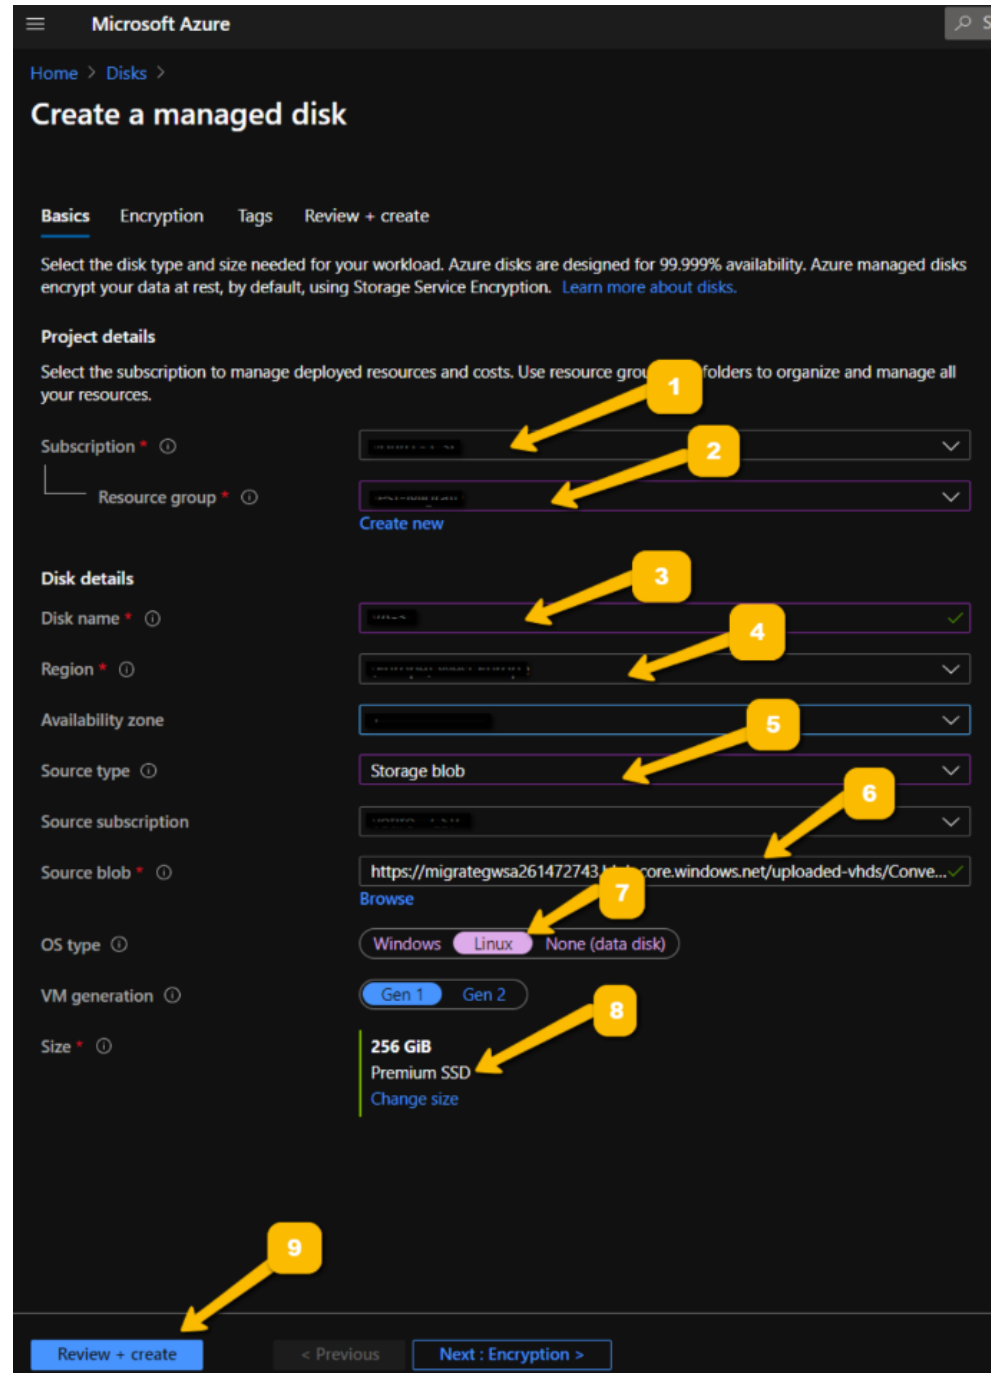 Microsoft Azure
S
Home > Disks >
Create a managed disk
Basics Encryption Tags Review + create
Select the disk type and size needed for your workload. Azure disks are designed for 99.999% availability. Azure managed disks
encrypt your data at rest, by default, using Storage Service Encryption. Learn more about disks.
Project details
Select the subscription to manage deployed resources and costs. Use resource grou folders to organize and manage all
your resources.
1
Subscription *
2
Resource group *
Create new
Disk details
3
Disk name *
4
Region *
Availability zone
5
Source type Storage blob
6
Source subscription
Source blob * https://migrategwsa261472743. core.windows.net/uploaded-vhds/Conve...
Browse
7
OS type Windows Linux None (data disk)
VM generation Gen 1 Gen 2
8
Size * 256 GiB
Premium SSD
Change size
9
Review + create < Previous Next : Encryption >